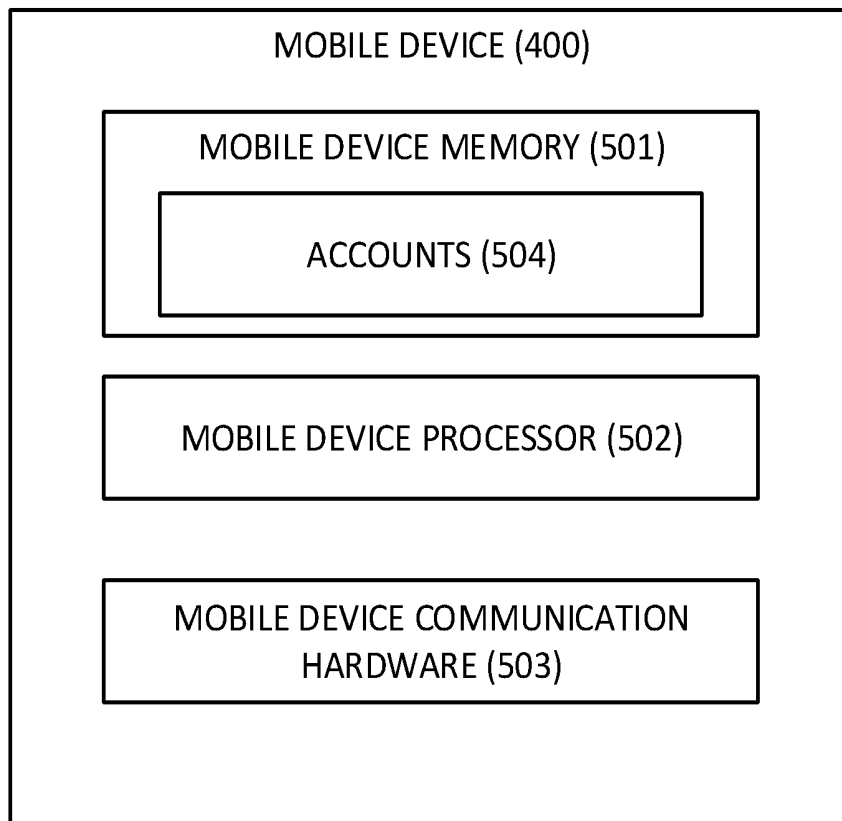 MOBILE DEVICE (400)
MOBILE DEVICE MEMORY (501)
ACCOUNTS (504)
MOBILE DEVICE PROCESSOR (502)
MOBILE DEVICE COMMUNICATION
HARDWARE (503)